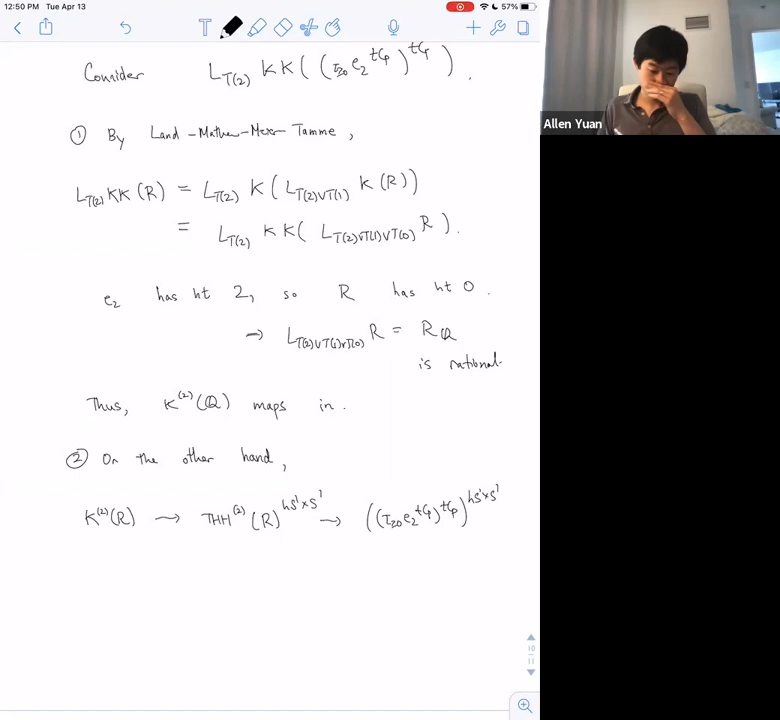 12:50 PM Tue Apr 13
57%
Consider L_{T(2)} K K ( (τ_{≥0} e_2^{tC_p})^{tC_p} ).
① By Land - Mathew - Meier - Tamme,
L_{T(2)} KK (R) = L_{T(2)} K ( L_{T(2)∨T(1)} K (R) )
= L_{T(2)} K K ( L_{T(2)∨T(1)∨T(0)} R ).
e_2 has ht 2, so R has ht 0.
→ L_{T(2)∨T(1)∨T(0)} R = R_ℚ
is rational.
Thus, K^{(2)}(ℚ) maps in.
② On the other hand,
K^{(2)}(R) → THH^{(2)}(R)^{hS^1×S^1} → ((τ_{≥0} e_2^{tC_p})^{tC_p})^{hS^1×S^1}
Allen Yuan
10
11